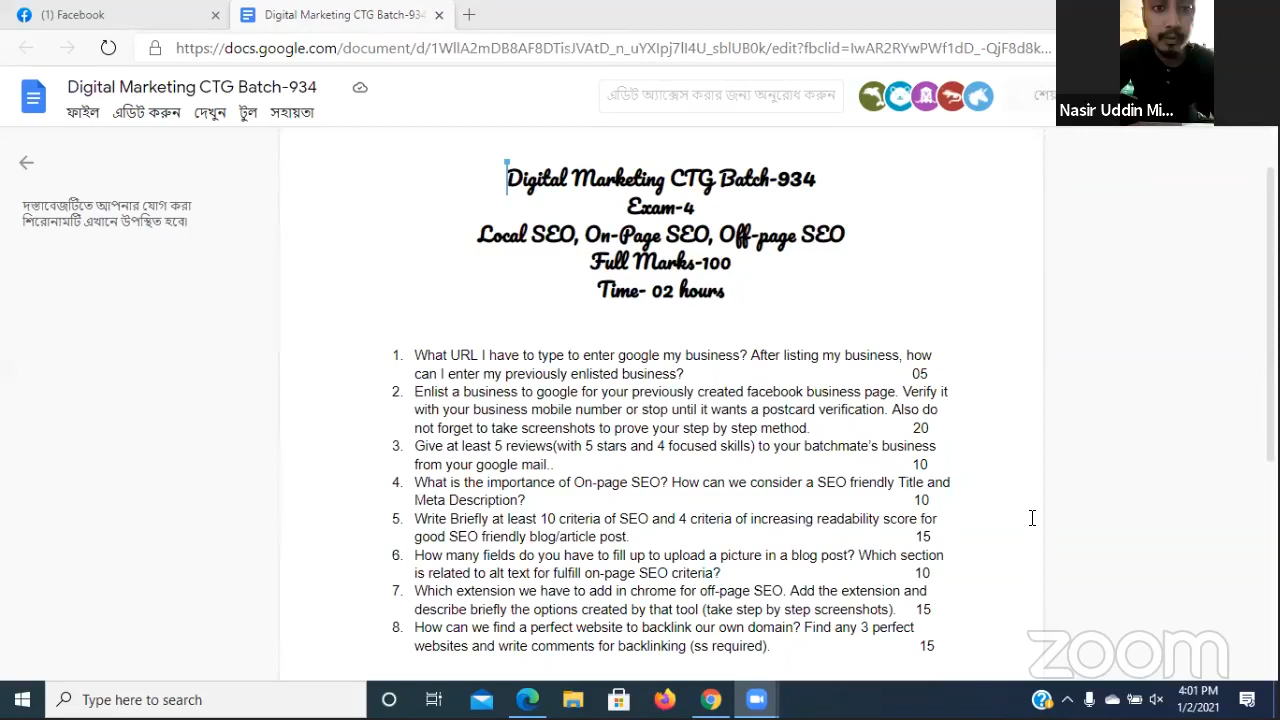 (1) Facebook
Digital Marketing CTG Batch-934
https://docs.google.com/document/d/1WllA2mDB8AF8DTisJVAtD_n_uYXIpj7lI4U_sblUB0k/edit?fbclid=IwAR2RYwPWf1dD_-QjF8d8k...
Digital Marketing CTG Batch-934
এডিট অ্যাক্সেস করার জন্য অনুরোধ করুন
শেয়
ফাইল এডিট করুন দেখুন টুল সহায়তা
Nasir Uddin Mi...
দস্তাবেজটিতে আপনার যোগ করা
শিরোনামটি এখানে উপস্থিত হবে৷
Digital Marketing CTG Batch-934
Exam-4
Local SEO, On-Page SEO, Off-page SEO
Full Marks-100
Time- 02 hours
1. What URL I have to type to enter google my business? After listing my business, how
can I enter my previously enlisted business? 05
2. Enlist a business to google for your previously created facebook business page. Verify it
with your business mobile number or stop until it wants a postcard verification. Also do
not forget to take screenshots to prove your step by step method. 20
3. Give at least 5 reviews(with 5 stars and 4 focused skills) to your batchmate's business
from your google mail.. 10
4. What is the importance of On-page SEO? How can we consider a SEO friendly Title and
Meta Description? 10
5. Write Briefly at least 10 criteria of SEO and 4 criteria of increasing readability score for
good SEO friendly blog/article post. 15
6. How many fields do you have to fill up to upload a picture in a blog post? Which section
is related to alt text for fulfill on-page SEO criteria? 10
7. Which extension we have to add in chrome for off-page SEO. Add the extension and
describe briefly the options created by that tool (take step by step screenshots). 15
8. How can we find a perfect website to backlink our own domain? Find any 3 perfect
websites and write comments for backlinking (ss required). 15
zoom
Type here to search
4:01 PM
1/2/2021